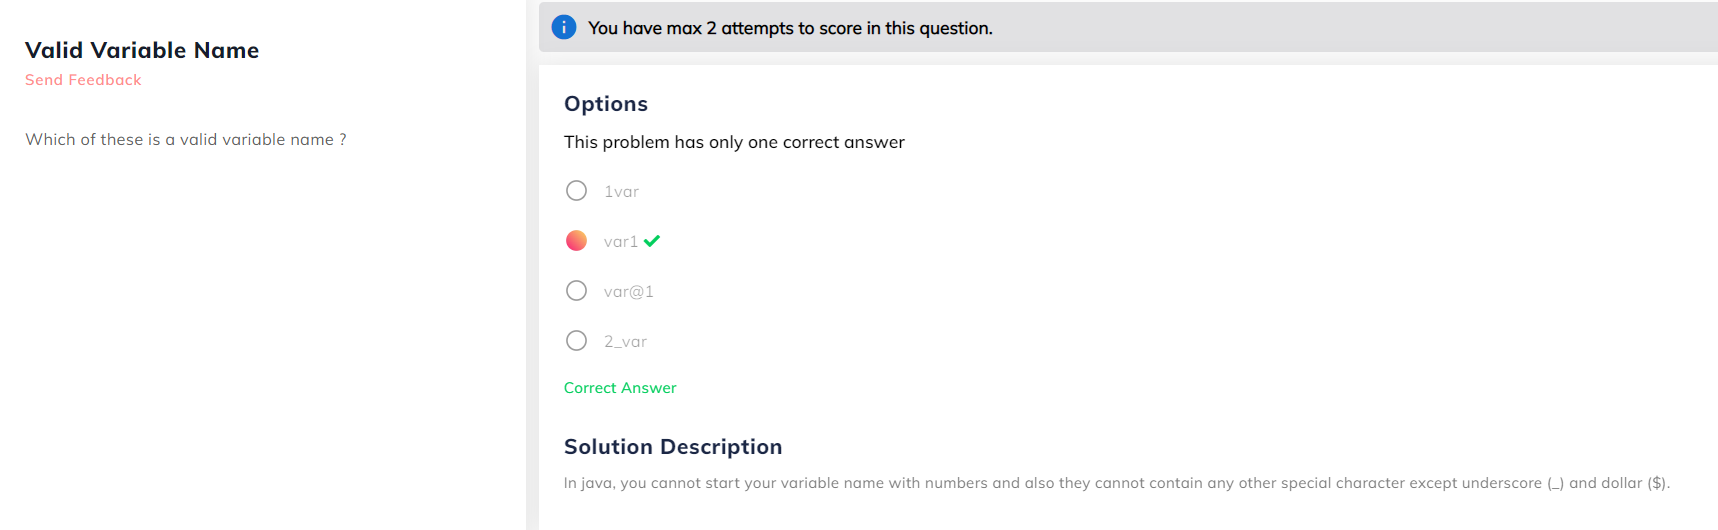 Valid Variable Name
Send Feedback
Which of these is a valid variable name ?
You have max 2 attempts to score in this question.
Options
This problem has only one correct answer
1var
var1
var@1
2_var
Correct Answer
Solution Description
In java, you cannot start your variable name with numbers and also they cannot contain any other special character except underscore (_) and dollar ($).